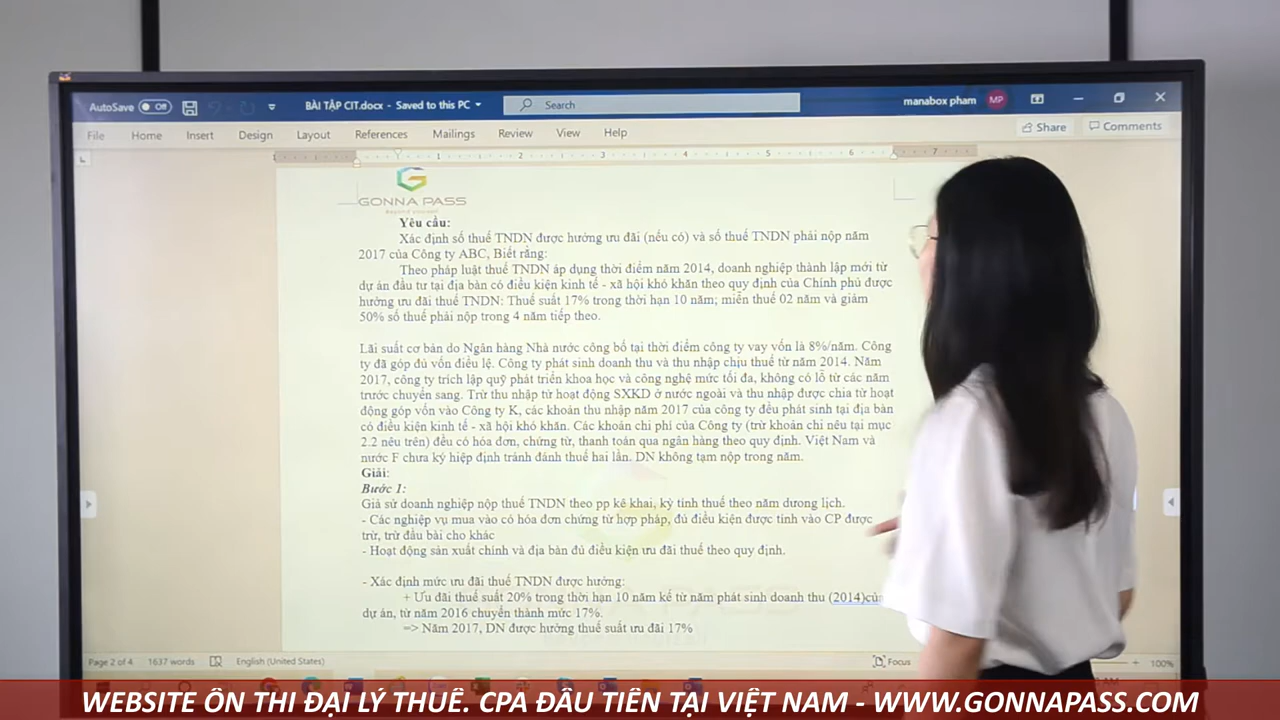 AutoSave Off BÀI TẬP CIT.docx - Saved to this PC Search manabox pham MP
File Home Insert Design Layout References Mailings Review View Help Share Comments
1 1 2 3 4 5 6 7
GONNA PASS
Beyond yourself
Yêu cầu:
Xác định số thuế TNDN được hưởng ưu đãi (nếu có) và số thuế TNDN phải nộp năm
2017 của Công ty ABC, Biết rằng:
Theo pháp luật thuế TNDN áp dụng thời điểm năm 2014, doanh nghiệp thành lập mới từ
dự án đầu tư tại địa bàn có điều kiện kinh tế - xã hội khó khăn theo quy định của Chính phủ được
hưởng ưu đãi thuế TNDN: Thuế suất 17% trong thời hạn 10 năm; miễn thuế 02 năm và giảm
50% số thuế phải nộp trong 4 năm tiếp theo.
Lãi suất cơ bản do Ngân hàng Nhà nước công bố tại thời điểm công ty vay vốn là 8%/năm. Công
ty đã góp đủ vốn điều lệ. Công ty phát sinh doanh thu và thu nhập chịu thuế từ năm 2014. Năm
2017, công ty trích lập quỹ phát triển khoa học và công nghệ mức tối đa, không có lỗ từ các năm
trước chuyển sang. Trừ thu nhập từ hoạt động SXKD ở nước ngoài và thu nhập được chia từ hoạt
động góp vốn vào Công ty K, các khoản thu nhập năm 2017 của công ty đều phát sinh tại địa bàn
có điều kiện kinh tế - xã hội khó khăn. Các khoản chi phí của Công ty (trừ khoản chi nêu tại mục
2.2 nêu trên) đều có hóa đơn, chứng từ, thanh toán qua ngân hàng theo quy định. Việt Nam và
nước F chưa ký hiệp định tránh đánh thuế hai lần. DN không tạm nộp trong năm.
Giải:
Bước 1:
Giả sử doanh nghiệp nộp thuế TNDN theo pp kê khai, kỳ tính thuế theo năm dương lịch.
- Các nghiệp vụ mua vào có hóa đơn chứng từ hợp pháp, đủ điều kiện được tính vào CP được
trừ, trừ đầu bài cho khác
- Hoạt động sản xuất chính và địa bàn đủ điều kiện ưu đãi thuế theo quy định.
- Xác định mức ưu đãi thuế TNDN được hưởng:
+ Ưu đãi thuế suất 20% trong thời hạn 10 năm kể từ năm phát sinh doanh thu (2014)của
dự án, từ năm 2016 chuyển thành mức 17%.
=> Năm 2017, DN được hưởng thuế suất ưu đãi 17%
Page 2 of 4 1637 words English (United States) Focus 100%
WEBSITE ÔN THI ĐẠI LÝ THUẾ. CPA ĐẦU TIÊN TẠI VIỆT NAM - WWW.GONNAPASS.COM